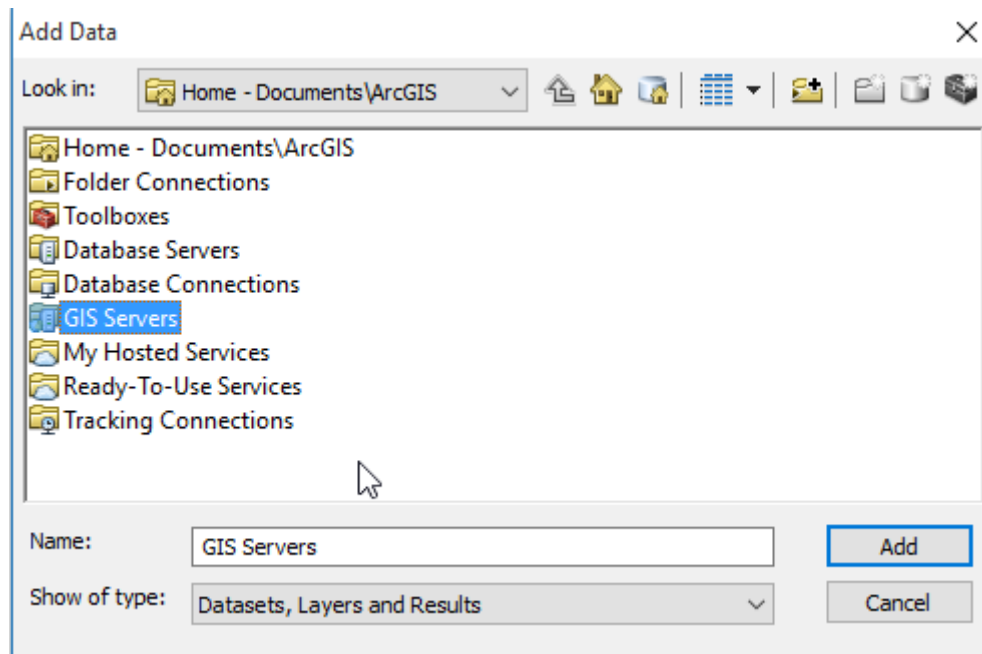 Add Data
Look in: Home - Documents\ArcGIS
Home - Documents\ArcGIS
Folder Connections
Toolboxes
Database Servers
Database Connections
GIS Servers
My Hosted Services
Ready-To-Use Services
Tracking Connections
Name: GIS Servers Add
Show of type: Datasets, Layers and Results Cancel